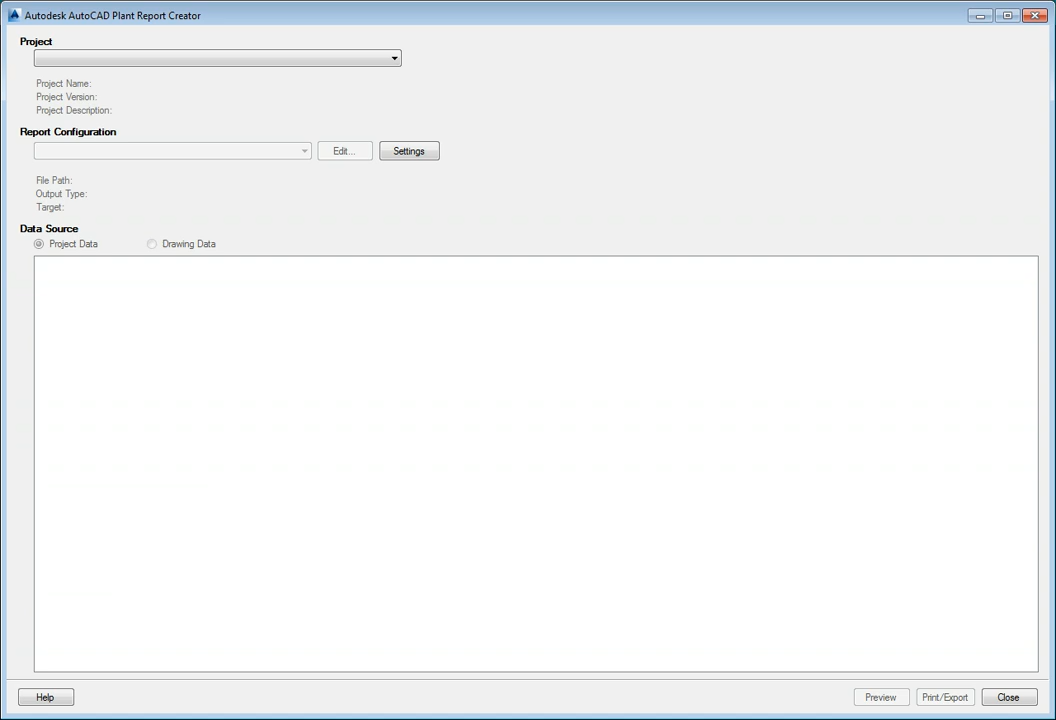 Autodesk AutoCAD Plant Report Creator
Project
Project Name:
Project Version:
Project Description:
Report Configuration
Edit...
Settings
File Path:
Output Type:
Target:
Data Source
Project Data
Drawing Data
Help
Preview
Print/Export
Close